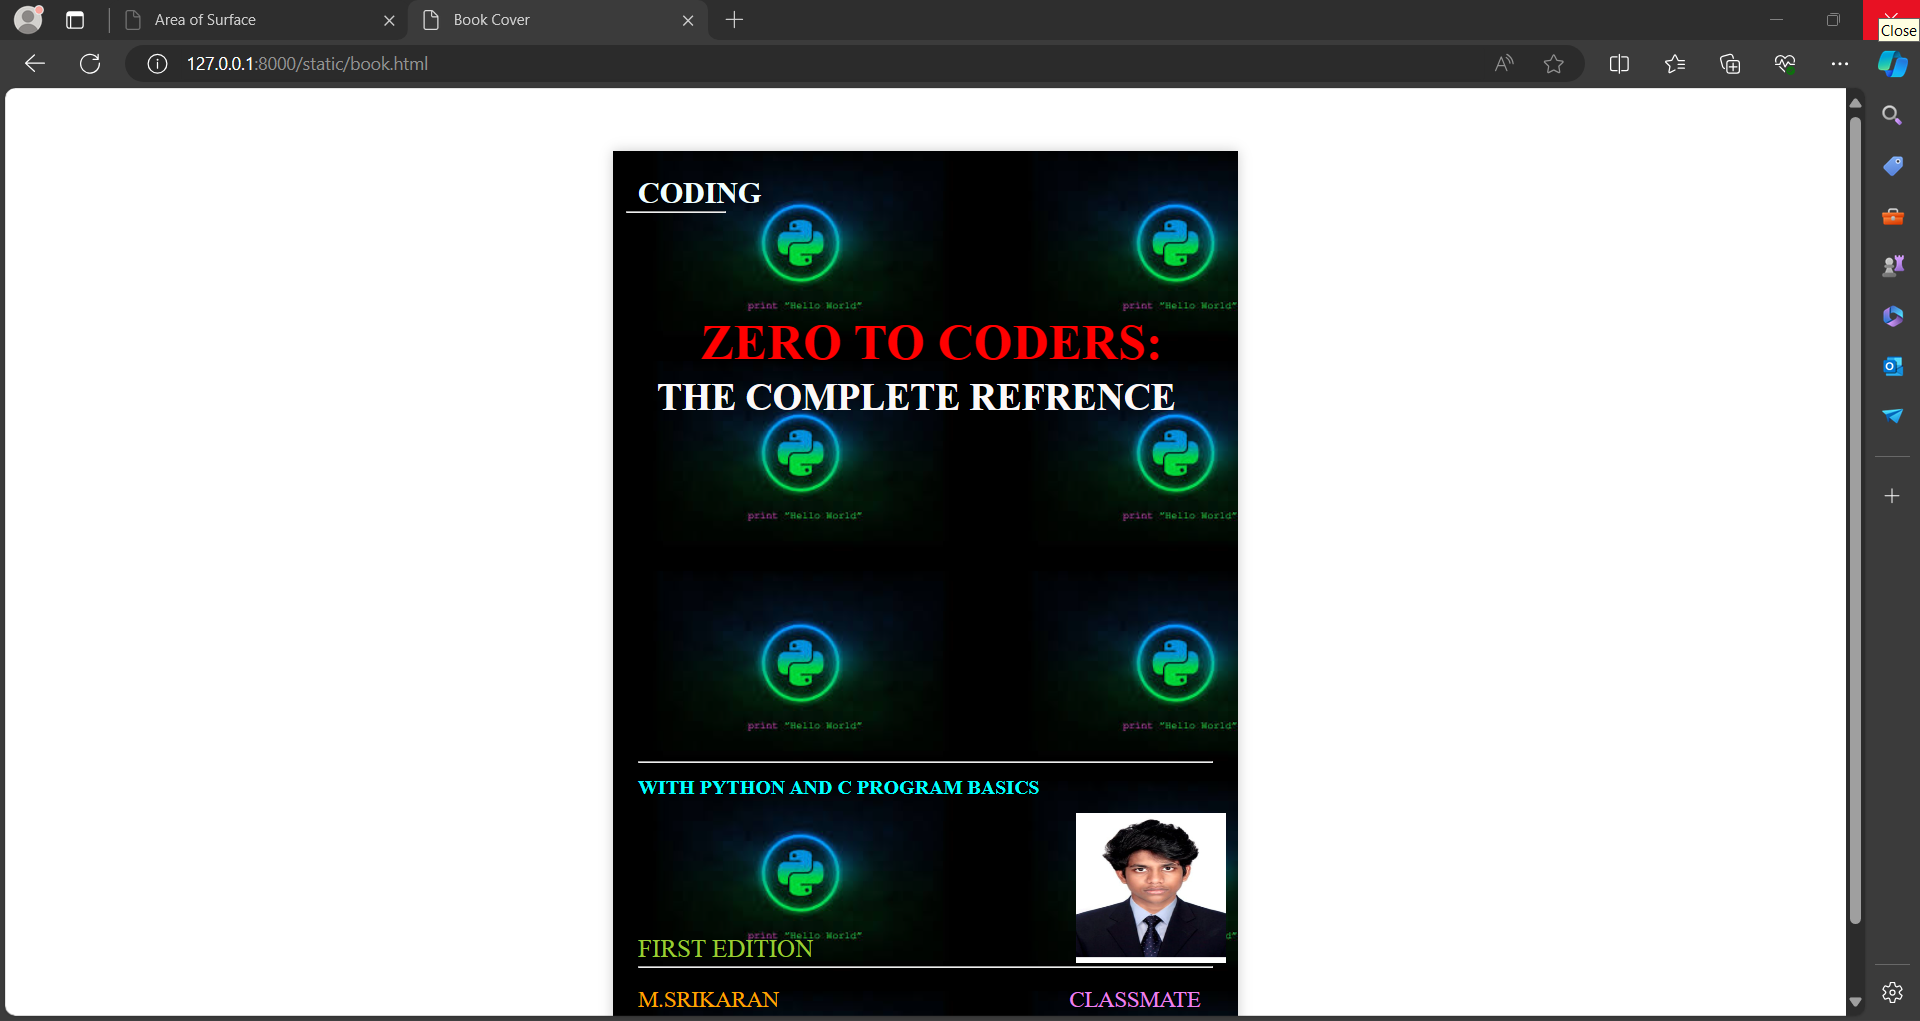 Area of Surface
Book Cover
Close
127.0.0.1:8000/static/book.html
CODING
print "Hello World"
print "Hello World"
ZERO TO CODERS:
THE COMPLETE REFRENCE
print "Hello World"
print "Hello World"
print "Hello World"
print "Hello World"
WITH PYTHON AND C PROGRAM BASICS
print "Hello World"
FIRST EDITION
M.SRIKARAN
CLASSMATE